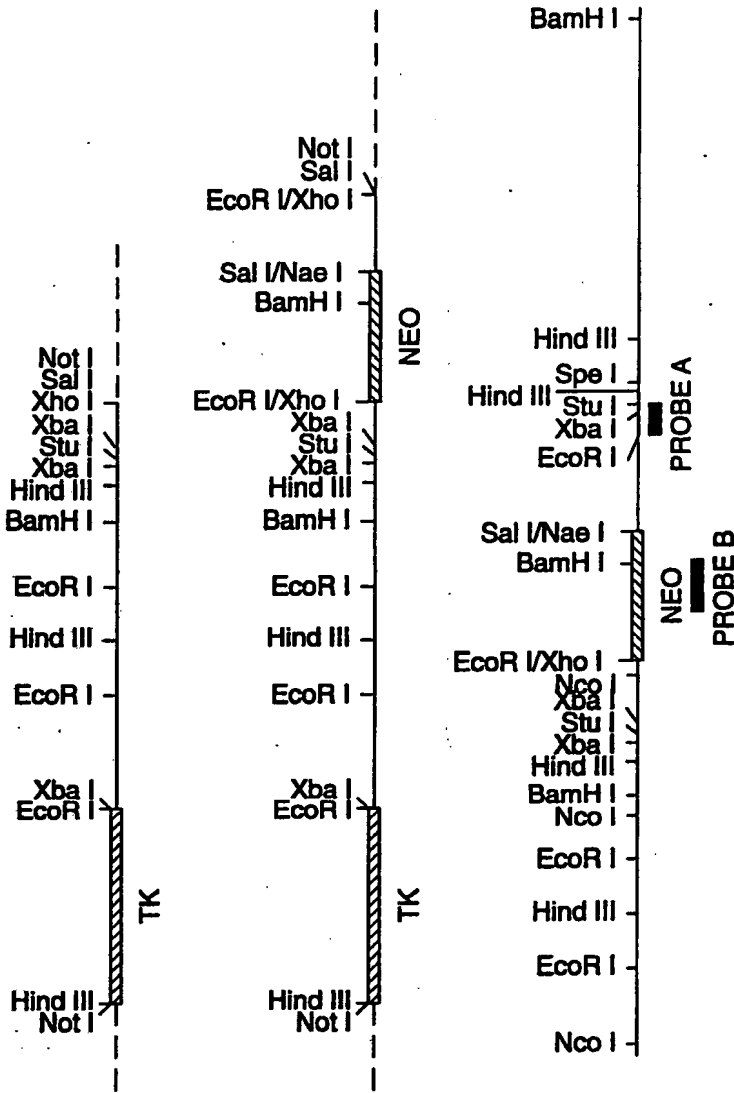 Not I
Sal I
Xho I
Xba I
Stu I
Xba I
Hind III
BamH I
EcoR I
Hind III
EcoR I
Xba I
EcoR I
TK
Hind III
Not I
Not I
Sal I
EcoR I/Xho I
Sal I/Nae I
BamH I
NEO
EcoR I/Xho I
Xba I
Stu I
Xba I
Hind III
BamH I
EcoR I
Hind III
EcoR I
Xba I
EcoR I
TK
Hind III
Not I
BamH I
Hind III
Spe I
Hind III
Stu I
Xba I
EcoR I
PROBE A
Sal I/Nae I
BamH I
NEO
PROBE B
EcoR I/Xho I
Nco I
Xba I
Stu I
Xba I
Hind III
BamH I
Nco I
EcoR I
Hind III
EcoR I
Nco I